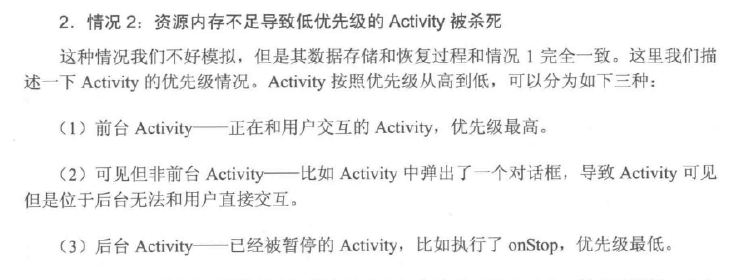 2．情况 2：资源内存不足导致低优先级的 Activity 被杀死
这种情况我们不好模拟，但是其数据存储和恢复过程和情况 1 完全一致。这里我们描
述一下 Activity 的优先级情况。Activity 按照优先级从高到低，可以分为如下三种：
（1）前台 Activity——正在和用户交互的 Activity，优先级最高。
（2）可见但非前台 Activity——比如 Activity 中弹出了一个对话框，导致 Activity 可见
但是位于后台无法和用户直接交互。
（3）后台 Activity——已经被暂停的 Activity，比如执行了 onStop，优先级最低。